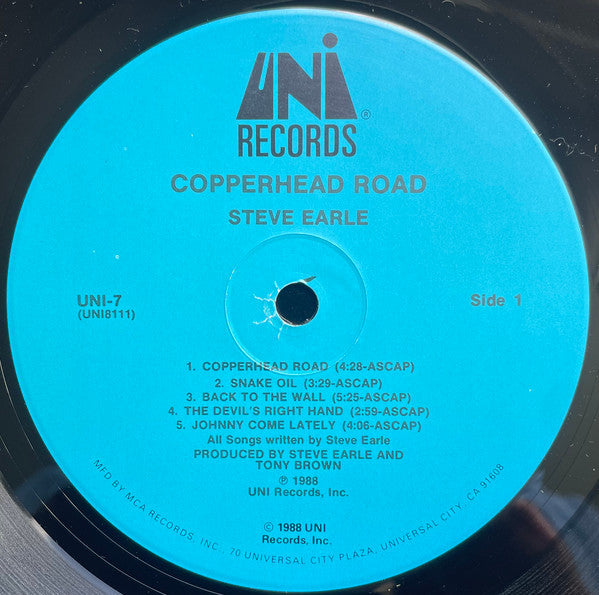 UNI
®
RECORDS
COPPERHEAD ROAD
STEVE EARLE
UNI-7
(UNI8111)
Side 1
1. COPPERHEAD ROAD (4:28-ASCAP)
2. SNAKE OIL (3:29-ASCAP)
3. BACK TO THE WALL (5:25-ASCAP)
4. THE DEVIL'S RIGHT HAND (2:59-ASCAP)
5. JOHNNY COME LATELY (4:06-ASCAP)
All Songs written by Steve Earle
PRODUCED BY STEVE EARLE AND
TONY BROWN
℗ 1988
UNI Records, Inc.
© 1988 UNI
Records, Inc.
MFD BY MCA RECORDS, INC., 70 UNIVERSAL CITY PLAZA, UNIVERSAL CITY, CA 91608